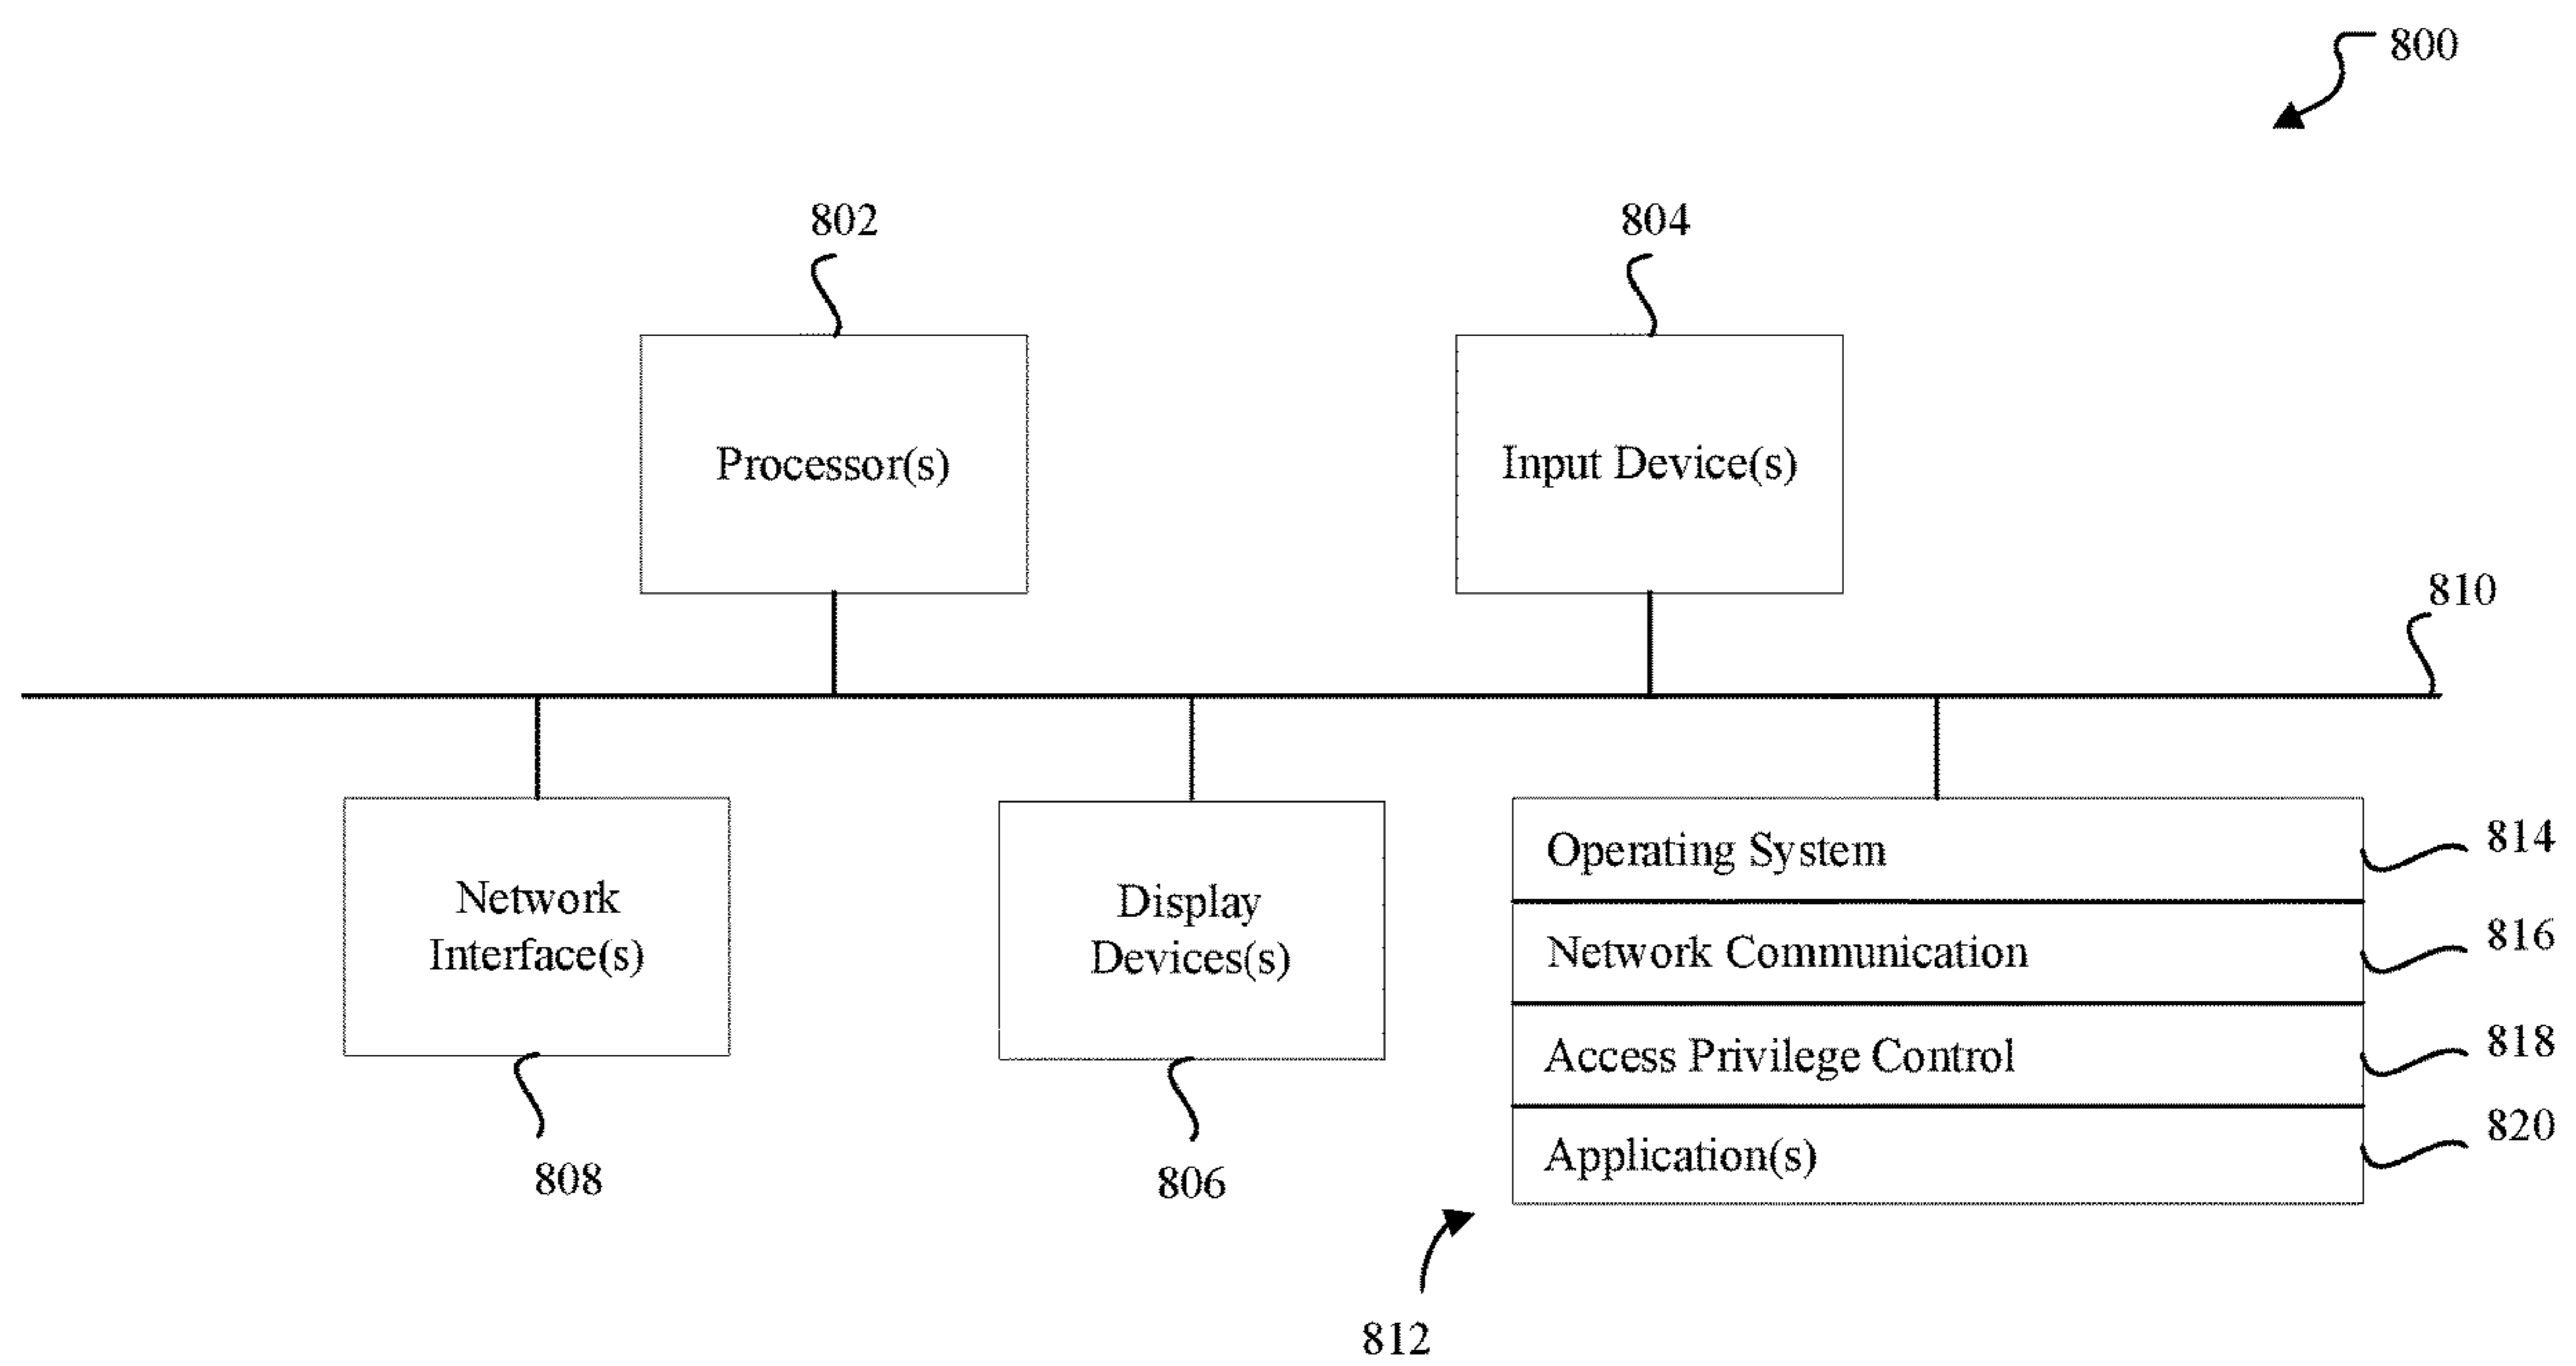 800
802
804
Processor(s)
Input Device(s)
810
Network
Interface(s)
Display
Devices(s)
Operating System
814
Network Communication
816
Access Privilege Control
818
Application(s)
820
808
806
812